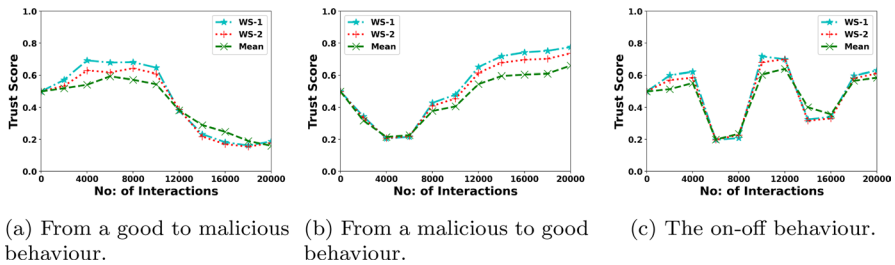 1.0
0.8
0.6
0.4
0.2
0.0
Trust Score
0 4000 8000 12000 16000 20000
No: of Interactions
WS-1
WS-2
Mean
(a) From a good to malicious
behaviour.
1.0
0.8
0.6
0.4
0.2
0.0
Trust Score
0 4000 8000 12000 16000 20000
No: of Interactions
WS-1
WS-2
Mean
(b) From a malicious to good
behaviour.
1.0
0.8
0.6
0.4
0.2
0.0
Trust Score
0 4000 8000 12000 16000 20000
No: of Interactions
WS-1
WS-2
Mean
(c) The on-off behaviour.